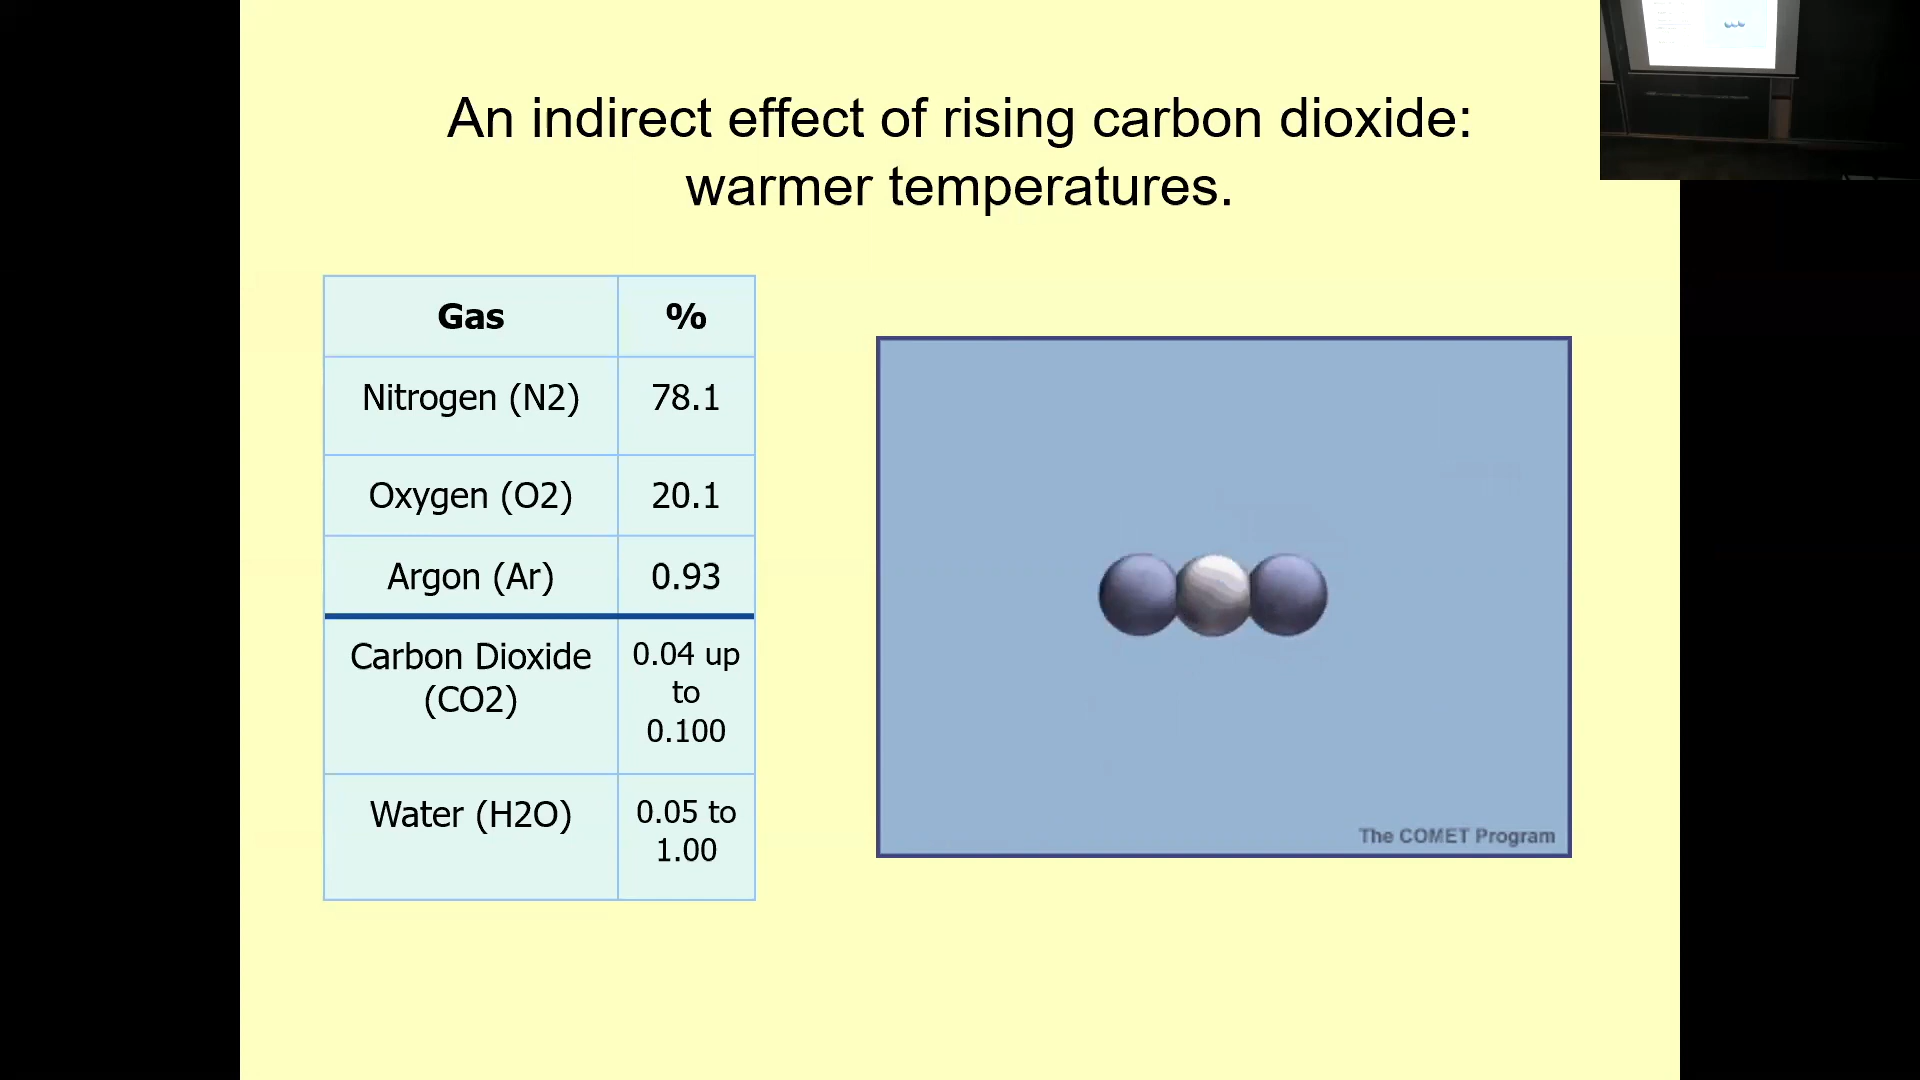 An indirect effect of rising carbon dioxide:
warmer temperatures.
Gas %
Nitrogen (N2) 78.1
Oxygen (O2) 20.1
Argon (Ar) 0.93
Carbon Dioxide
(CO2)
0.04 up
to
0.100
Water (H2O)
0.05 to
1.00
The COMET Program